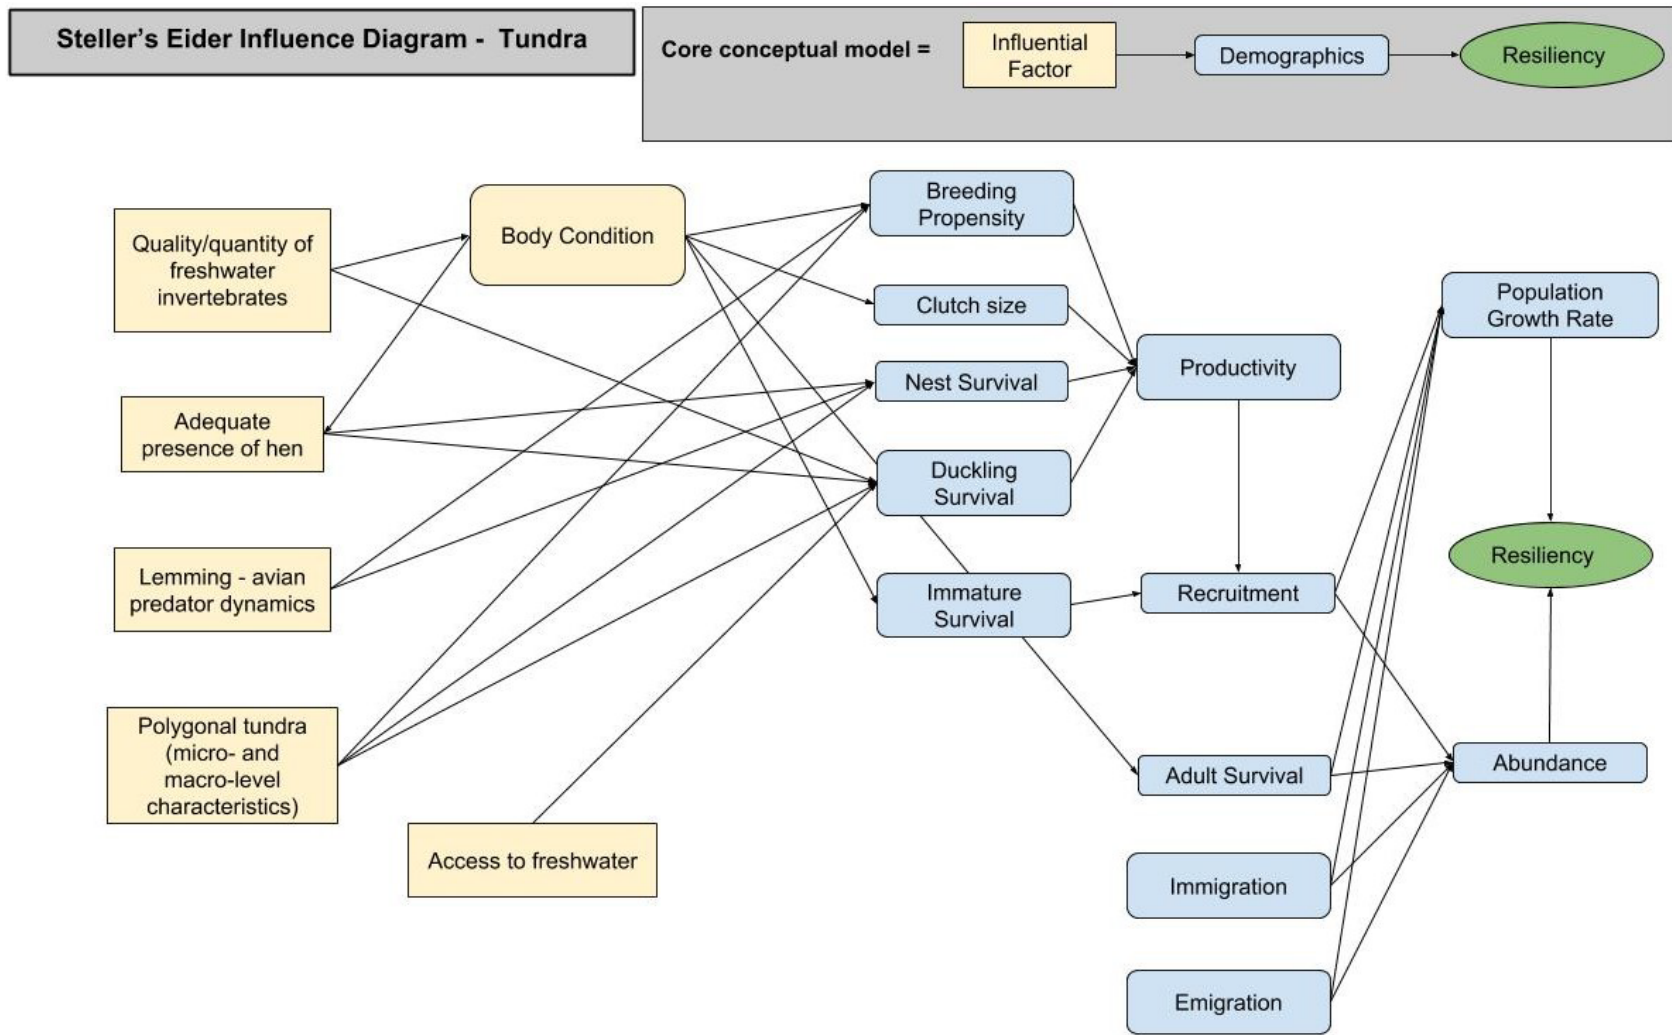 Steller's Eider Influence Diagram -  Tundra
Core conceptual model =
Influential
Factor
Demographics
Resiliency
Quality/quantity of
freshwater
invertebrates
Body Condition
Breeding
Propensity
Clutch size
Population
Growth Rate
Nest Survival
Productivity
Adequate
presence of hen
Duckling
Survival
Lemming - avian
predator dynamics
Immature
Survival
Recruitment
Resiliency
Polygonal tundra
(micro- and
macro-level
characteristics)
Access to freshwater
Adult Survival
Abundance
Immigration
Emigration